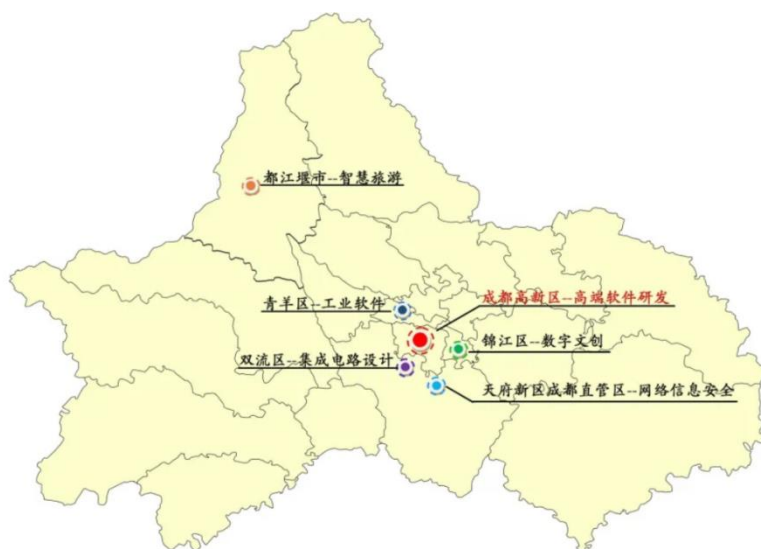 都江堰市--智慧旅游
成都高新区--高端软件研发
青羊区--工业软件
锦江区--数字文创
双流区--集成电路设计
天府新区成都直管区--网络信息安全